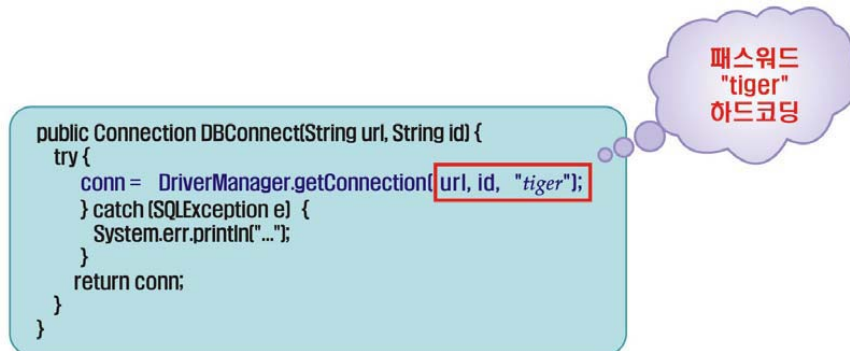 패스워드
"tiger"
하드코딩
public Connection DBConnect(String url, String id) {
try {
conn = DriverManager.getConnection( url, id, "tiger");
} catch (SQLException e) {
System.err.println("...");
}
return conn;
}
}